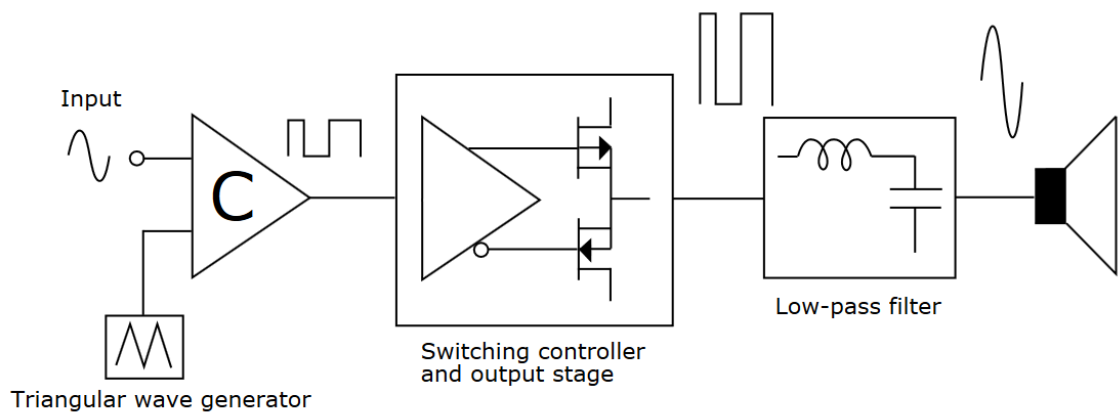 Input
C
Triangular wave generator
Switching controller
and output stage
Low-pass filter